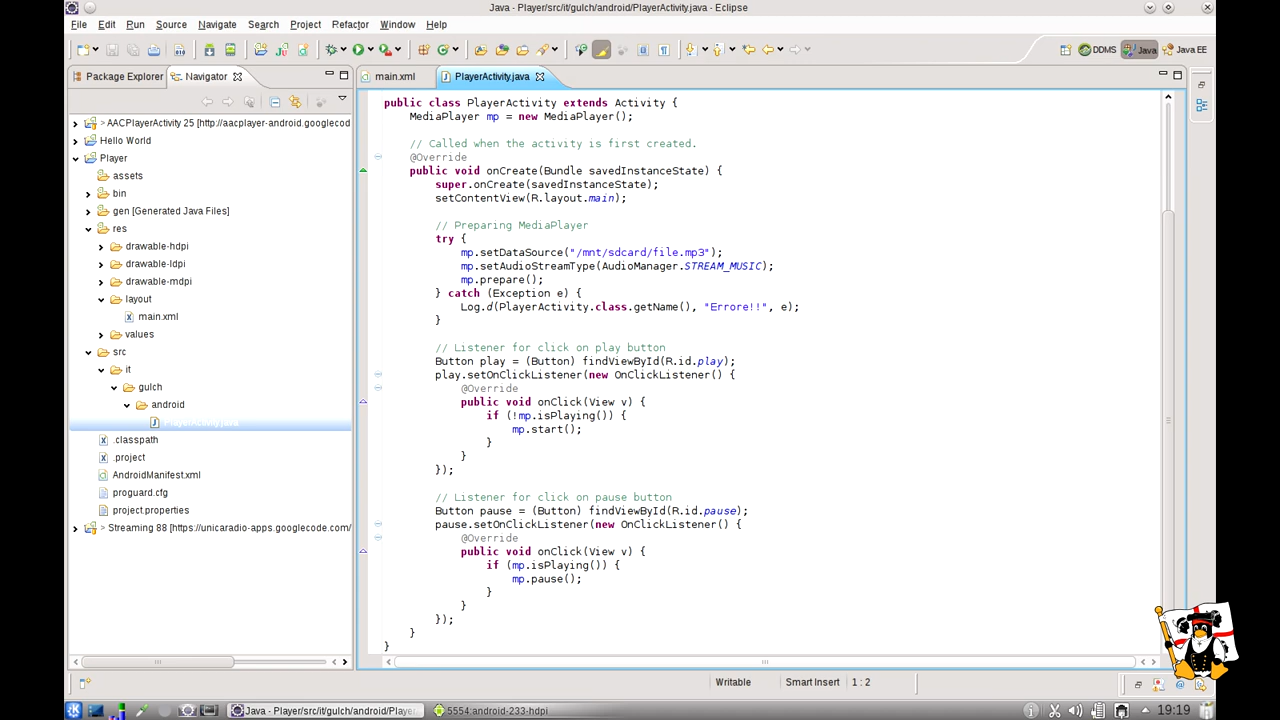 Java - Player/src/it/gulch/android/PlayerActivity.java - Eclipse
File Edit Run Source Navigate Search Project Refactor Window Help
DDMS Java Java EE
Package Explorer Navigator
main.xml PlayerActivity.java
> AACPlayerActivity 25 [http://aacplayer-android.googlecod
Hello World
Player
assets
bin
gen [Generated Java Files]
res
drawable-hdpi
drawable-ldpi
drawable-mdpi
layout
main.xml
values
src
it
gulch
android
PlayerActivity.java
.classpath
.project
AndroidManifest.xml
proguard.cfg
project.properties
> Streaming 88 [https://unicaradio-apps.googlecode.com/
public class PlayerActivity extends Activity {
MediaPlayer mp = new MediaPlayer();
// Called when the activity is first created.
@Override
public void onCreate(Bundle savedInstanceState) {
super.onCreate(savedInstanceState);
setContentView(R.layout.main);
// Preparing MediaPlayer
try {
mp.setDataSource("/mnt/sdcard/file.mp3");
mp.setAudioStreamType(AudioManager.STREAM_MUSIC);
mp.prepare();
} catch (Exception e) {
Log.d(PlayerActivity.class.getName(), "Errore!!", e);
}
// Listener for click on play button
Button play = (Button) findViewById(R.id.play);
play.setOnClickListener(new OnClickListener() {
@Override
public void onClick(View v) {
if (!mp.isPlaying()) {
mp.start();
}
}
});
// Listener for click on pause button
Button pause = (Button) findViewById(R.id.pause);
pause.setOnClickListener(new OnClickListener() {
@Override
public void onClick(View v) {
if (mp.isPlaying()) {
mp.pause();
}
}
});
}
}
Writable Smart Insert 1 : 2
Java - Player/src/it/gulch/android/Playe 5554:android-233-hdpi 19:19